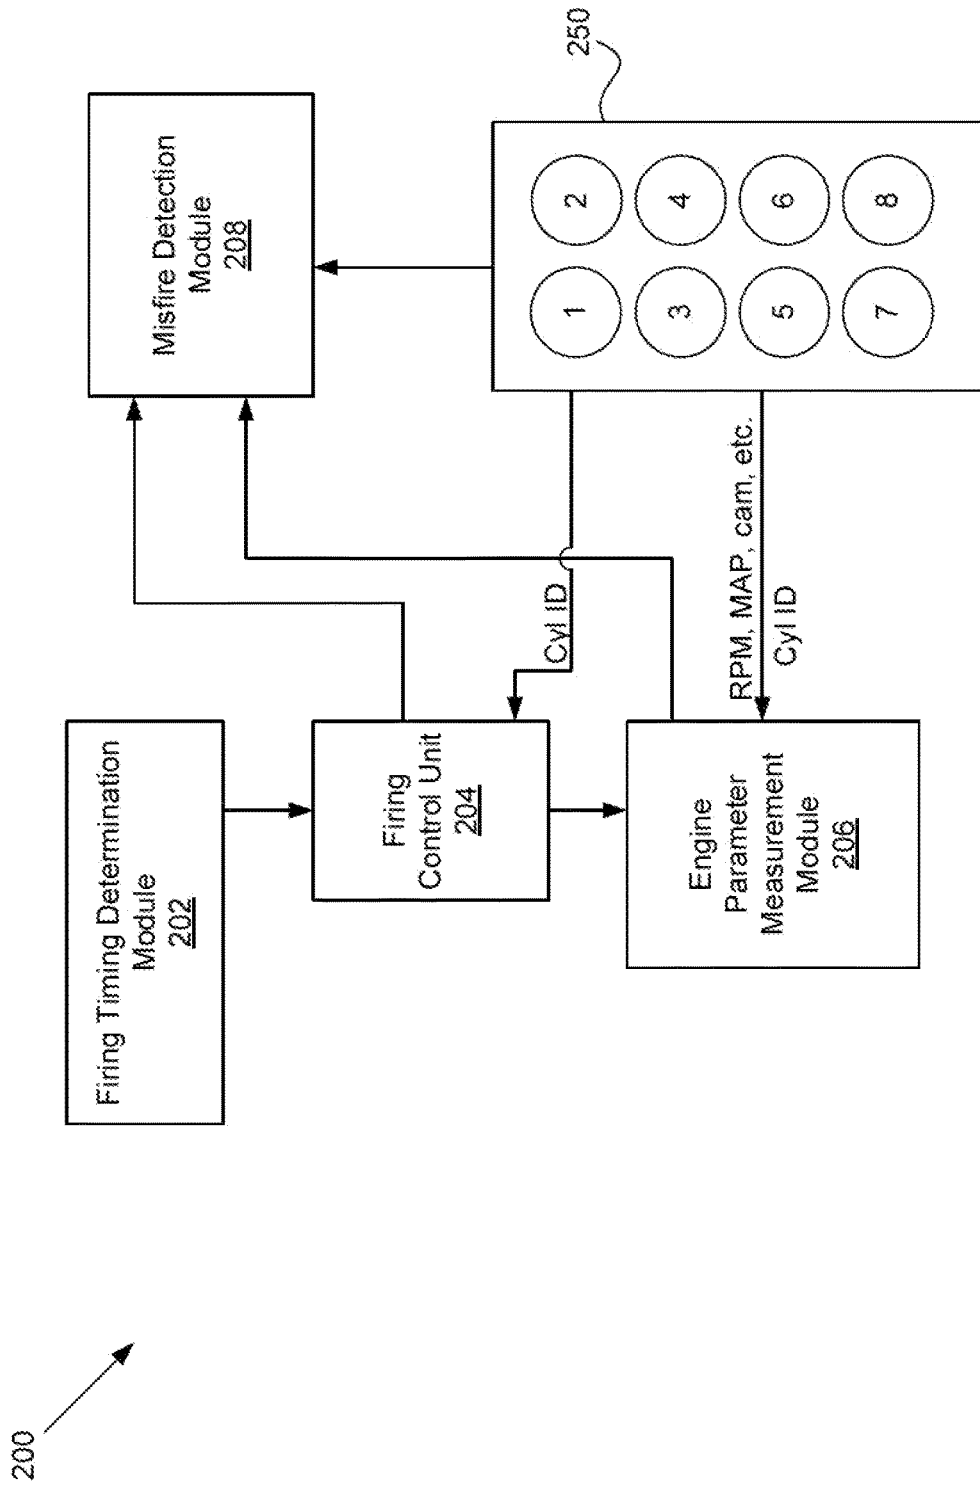 200
Firing Timing Determination
Module
202
Firing
Control Unit
204
Engine
Parameter
Measurement
Module
206
Cyl ID
RPM, MAP, cam, etc.
Cyl ID
Misfire Detection
Module
208
250
1
2
3
4
5
6
7
8